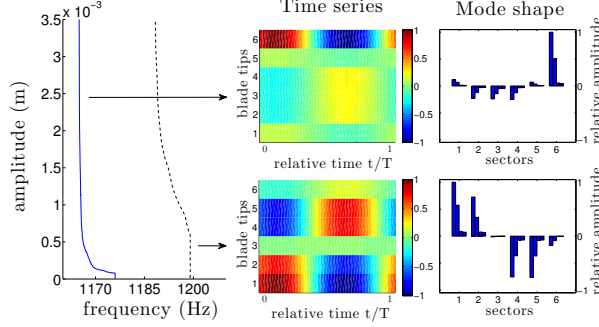 Time series
Mode shape
amplitude (m)
3.5 ×10⁻³
3
2.5
2
1.5
1
0.5
0
1170 1185 1200
frequency (Hz)
blade tips
6
5
4
3
2
1
0 1
relative time t/T
1
0.5
0
−0.5
−1
1
0
−1
relative amplitude
1 2 3 4 5 6
sectors
blade tips
6
5
4
3
2
1
0 1
relative time t/T
1
0.5
0
−0.5
−1
1
0
−1
relative amplitude
1 2 3 4 5 6
sectors